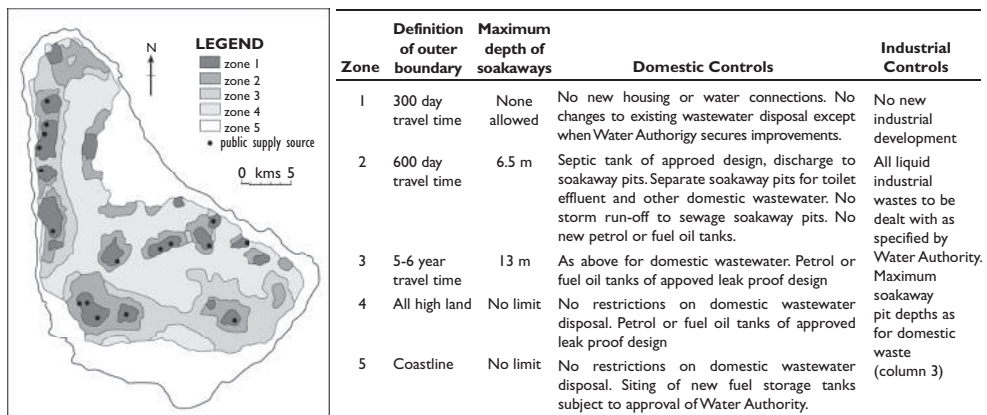 N
LEGEND
zone 1
zone 2
zone 3
zone 4
zone 5
public supply source
0 kms 5
Zone
Definition
of outer
boundary
Maximum
depth of
soakaways
Domestic Controls
Industrial
Controls
1
300 day
travel time
None
allowed
No new housing or water connections. No
changes to existing wastewater disposal except
when Water Authorigy secures improvements.
No new
industrial
development
2
600 day
travel time
6.5 m
Septic tank of approed design, discharge to
soakaway pits. Separate soakaway pits for toilet
effluent and other domestic wastewater. No
storm run-off to sewage soakaway pits. No
new petrol or fuel oil tanks.
All liquid
industrial
wastes to be
dealt with as
specified by
Water Authority.
Maximum
soakaway
pit depths as
for domestic
waste
(column 3)
3
5-6 year
travel time
13 m
As above for domestic wastewater. Petrol or
fuel oil tanks of appoved leak proof design
4
All high land
No limit
No restrictions on domestic wastewater
disposal. Petrol or fuel oil tanks of approved
leak proof design
5
Coastline
No limit
No restrictions on domestic wastewater
disposal. Siting of new fuel storage tanks
subject to approval of Water Authority.